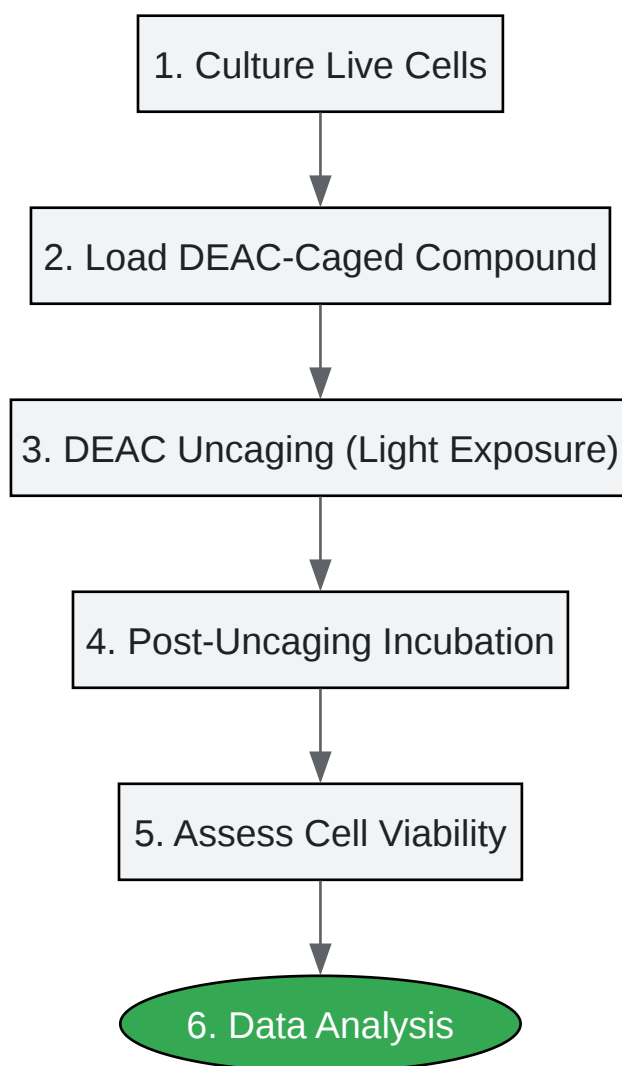 1. Culture Live Cells
2. Load DEAC-Caged Compound
3. DEAC Uncaging (Light Exposure)
4. Post-Uncaging Incubation
5. Assess Cell Viability
6. Data Analysis